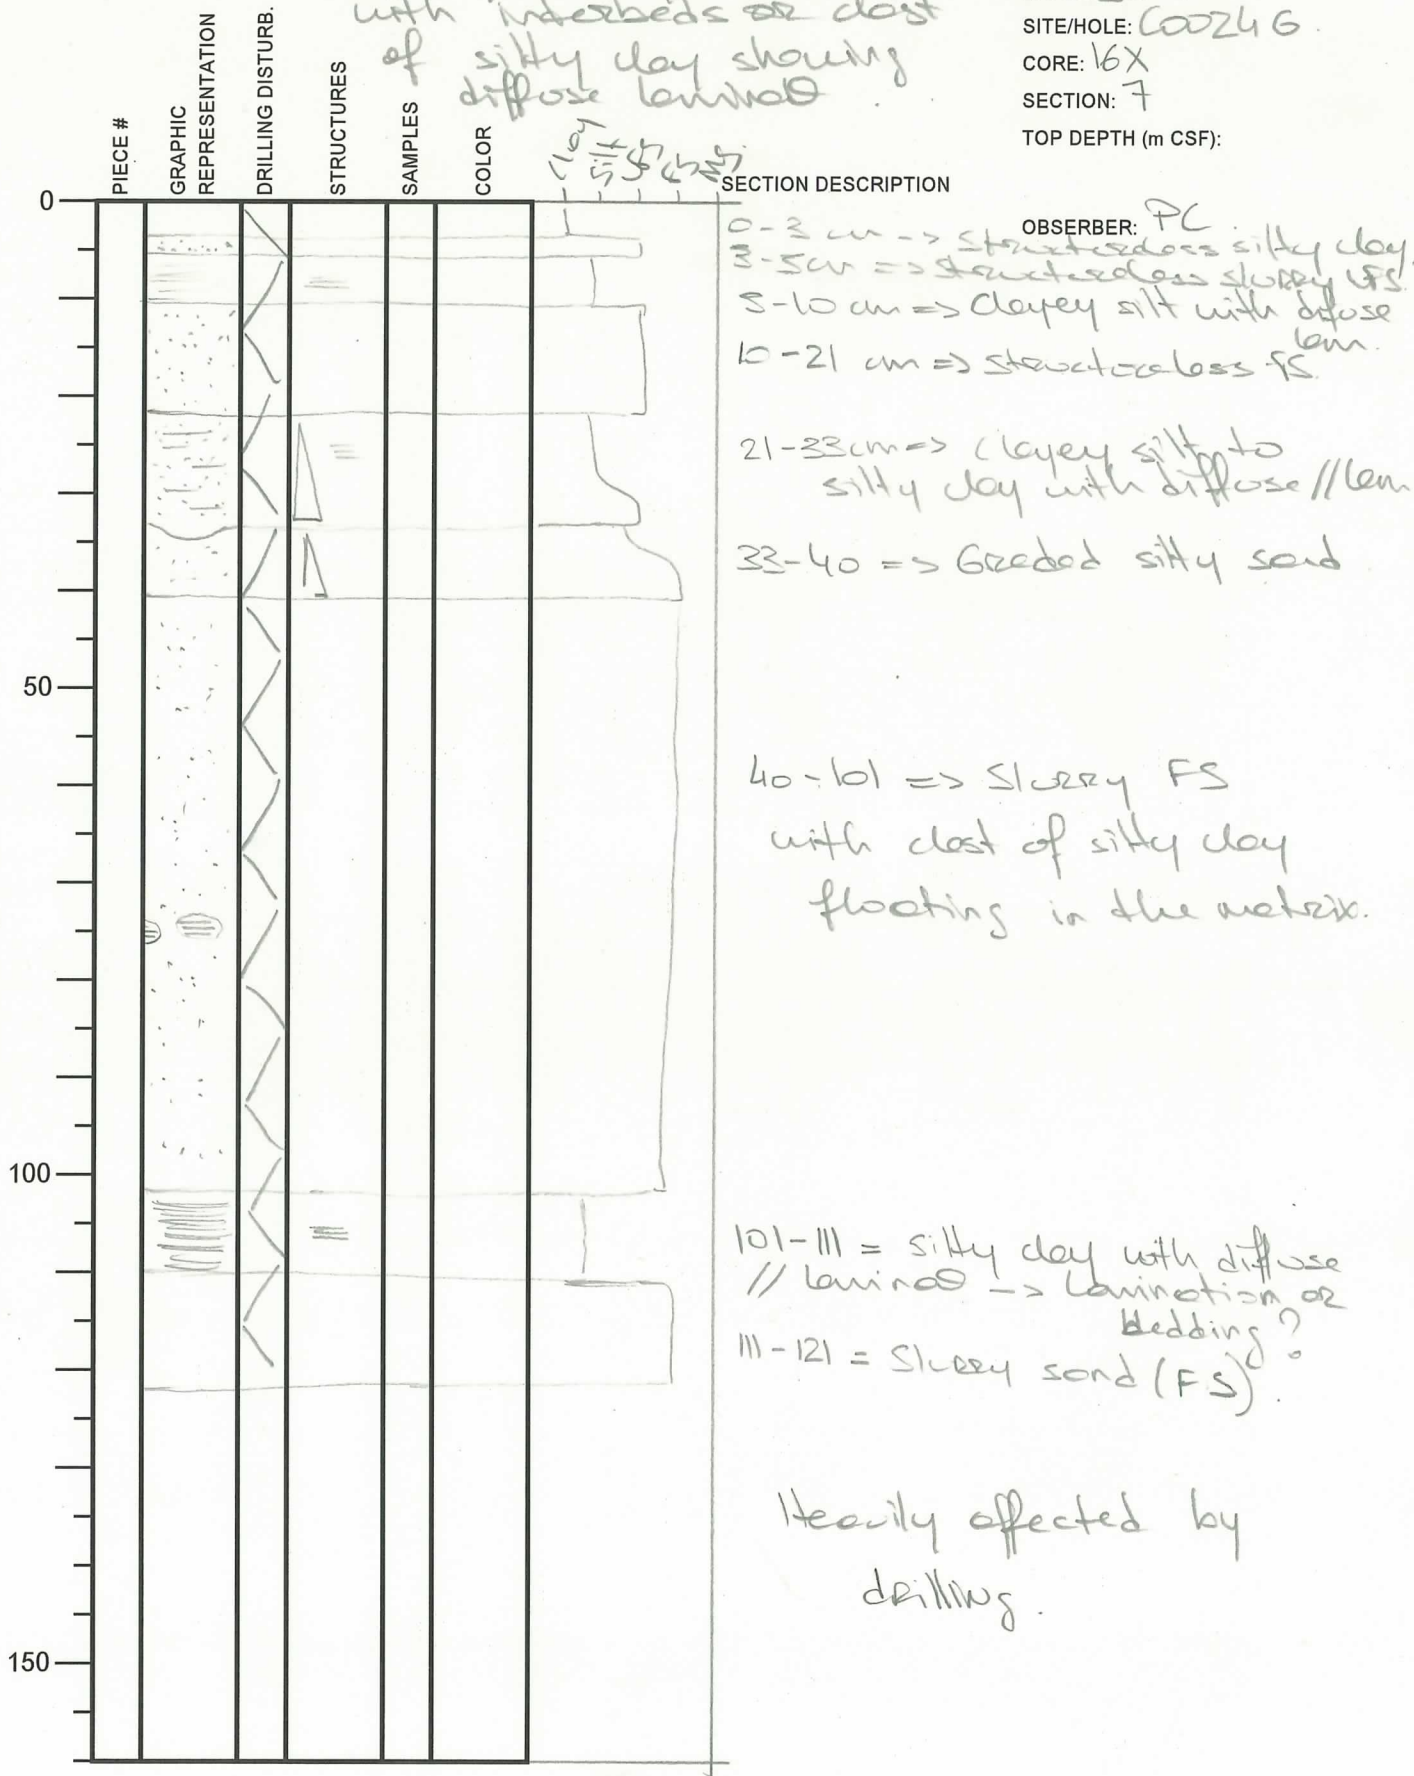 with interbeds or clast
of silty clay showing
diffuse laminae.
SITE/HOLE: C0024G.
CORE: 16X
SECTION: 7
TOP DEPTH (m CSF):
PIECE #
GRAPHIC
REPRESENTATION
DRILLING DISTURB.
STRUCTURES
SAMPLES
COLOR
clay
silt
SECTION DESCRIPTION
OBSERBER: PC
0
50
100
150
0-3 cm -> Structureless silty clay
3-5cm => Structureless slurry VFS.
5-10 cm => Clayey silt with difuse
lam.
10-21 cm => structureless FS.
21-33cm => Clayey silt to
silty clay with diffuse // lam
33-40 => Graded silty sand
40-101 => Slurry FS
with clast of silty clay
floating in the matrix.
101-111 = silty clay with diffuse
// laminae -> Lamination or
bedding?
111-121 = Slurry sand (FS).
Heavily affected by
drilling.